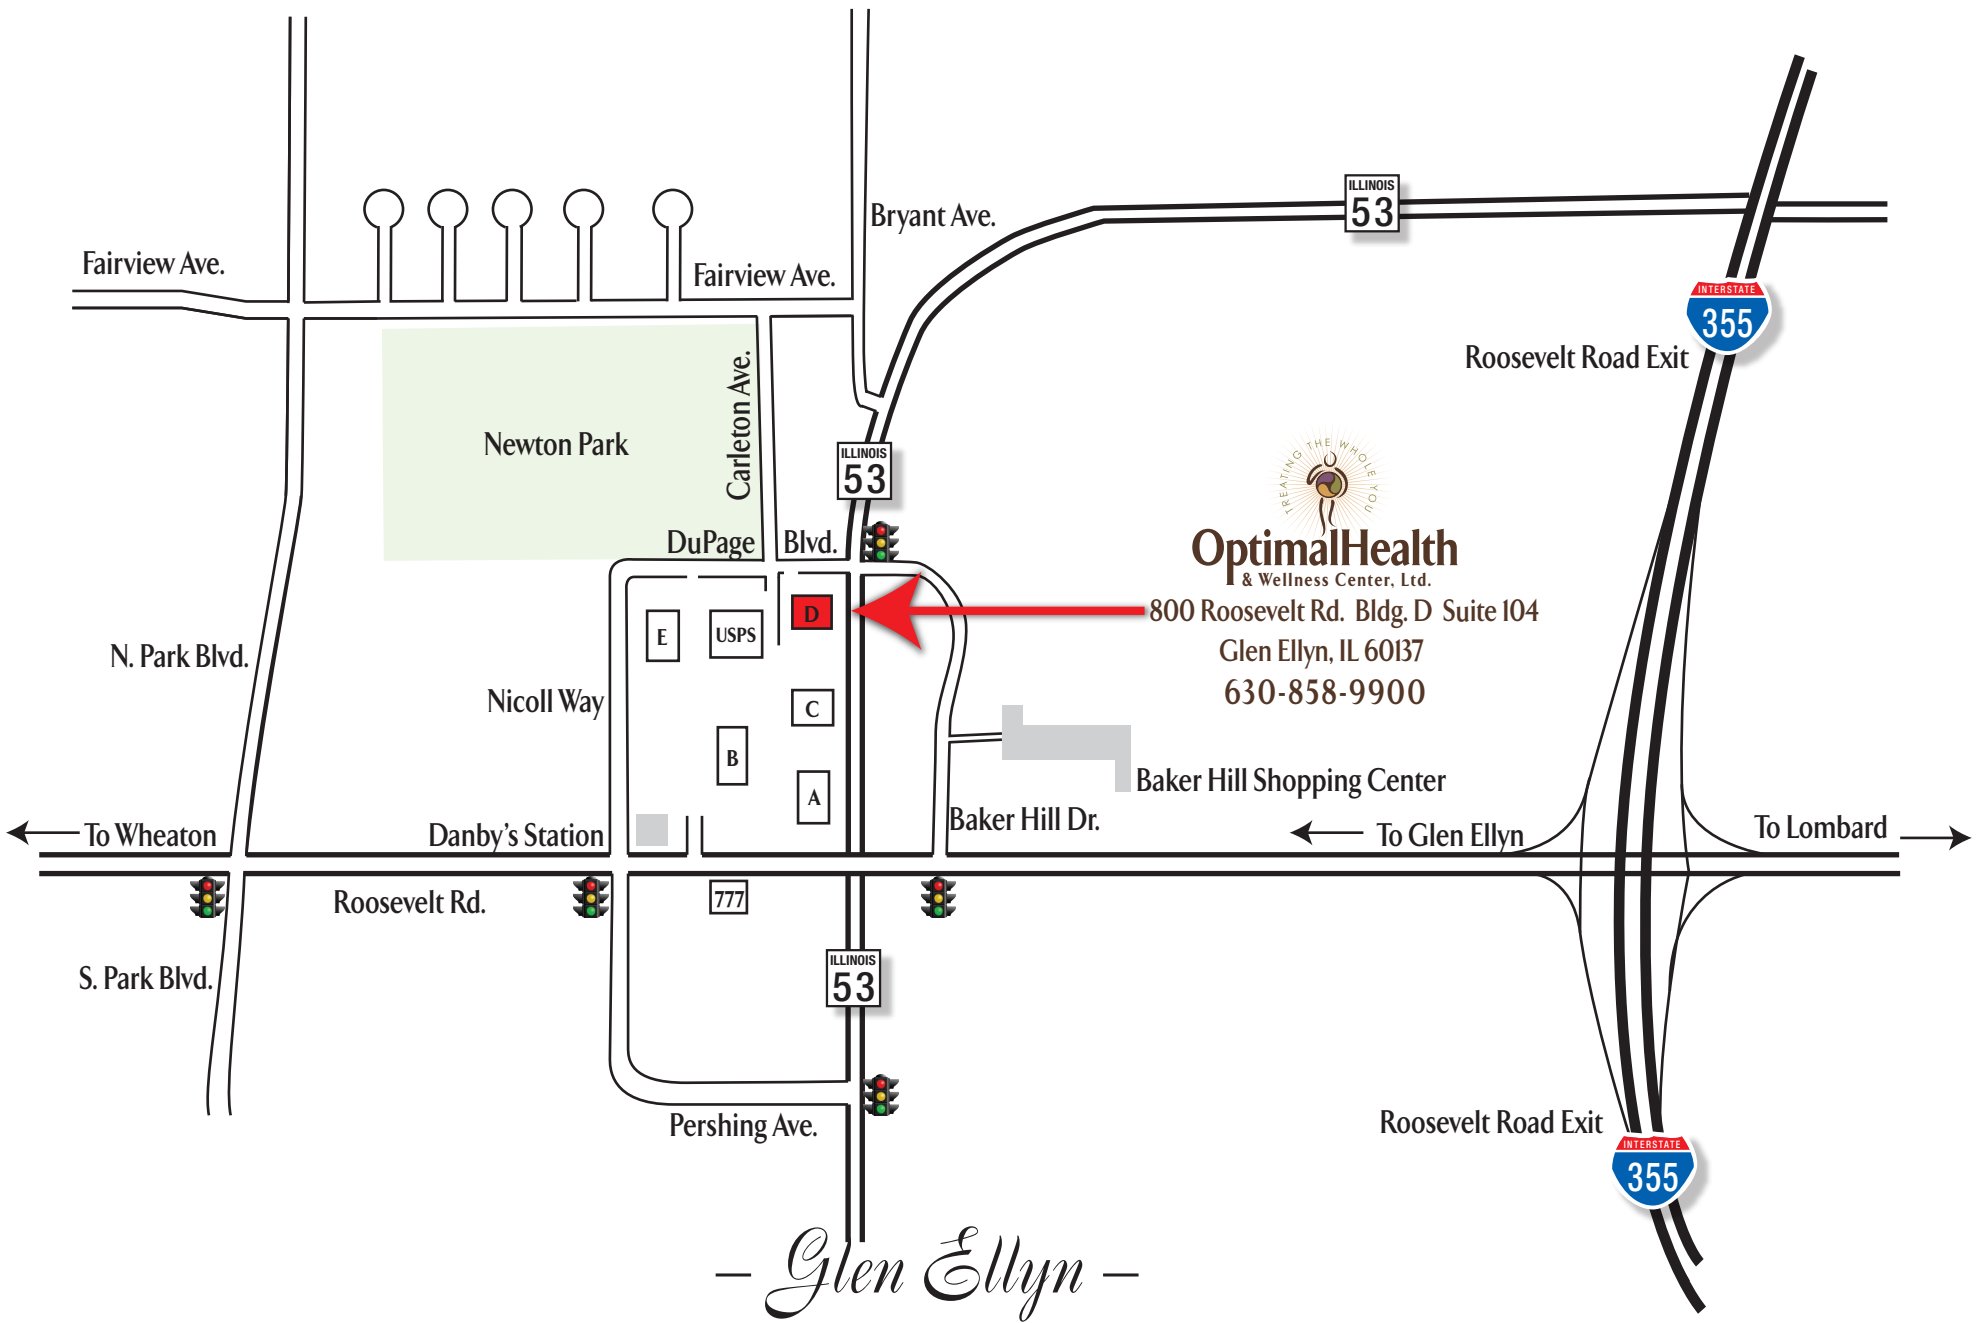 ILLINOIS
53
Bryant Ave.
Fairview Ave.
Fairview Ave.
INTERSTATE
355
Roosevelt Road Exit
Carleton Ave.
Newton Park
ILLINOIS
53
TREATING THE WHOLE YOU
OptimalHealth
& Wellness Center, Ltd.
800 Roosevelt Rd. Bldg. D Suite 104
Glen Ellyn, IL 60137
630-858-9900
DuPage Blvd.
D
E
USPS
N. Park Blvd.
Nicoll Way
C
B
A
Baker Hill Shopping Center
Baker Hill Dr.
To Wheaton
Danby's Station
To Glen Ellyn
To Lombard
Roosevelt Rd.
777
S. Park Blvd.
ILLINOIS
53
Pershing Ave.
Roosevelt Road Exit
INTERSTATE
355
– Glen Ellyn –